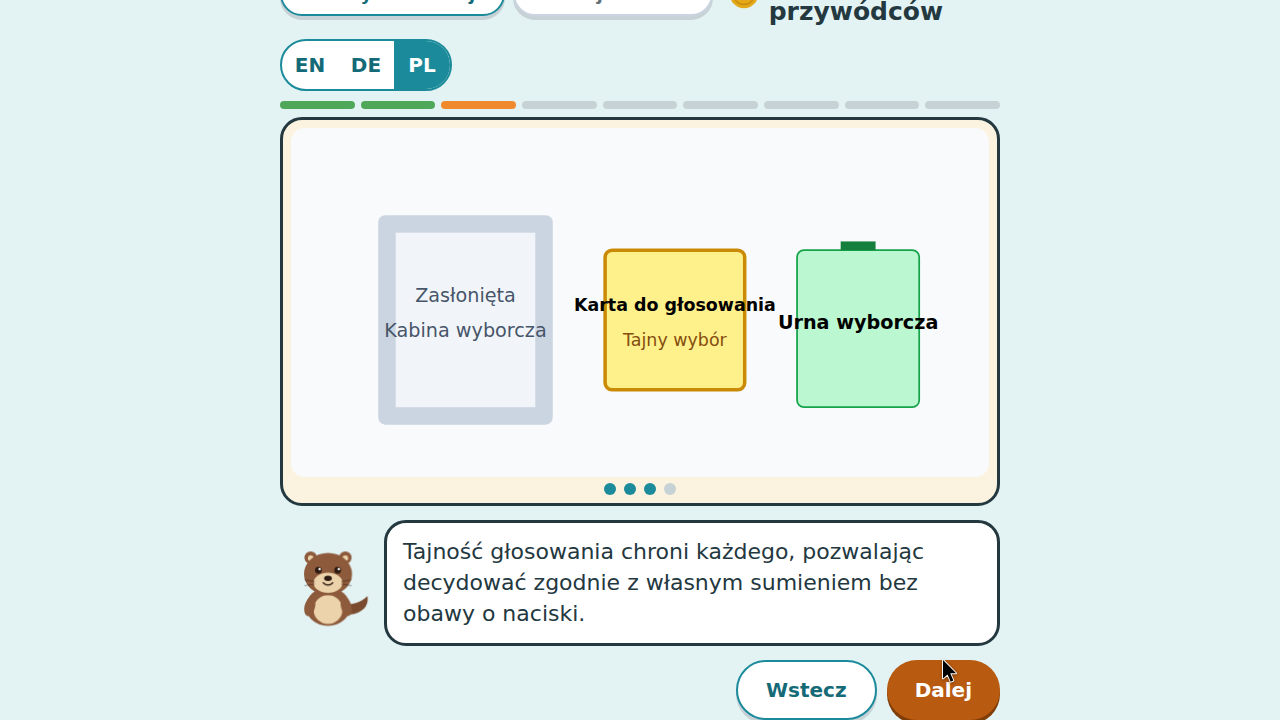 przywódców
EN DE PL
Zasłonięta
Kabina wyborcza
Karta do głosowania
Tajny wybór
Urna wyborcza
Tajność głosowania chroni każdego, pozwalając
decydować zgodnie z własnym sumieniem bez
obawy o naciski.
Wstecz
Dalej